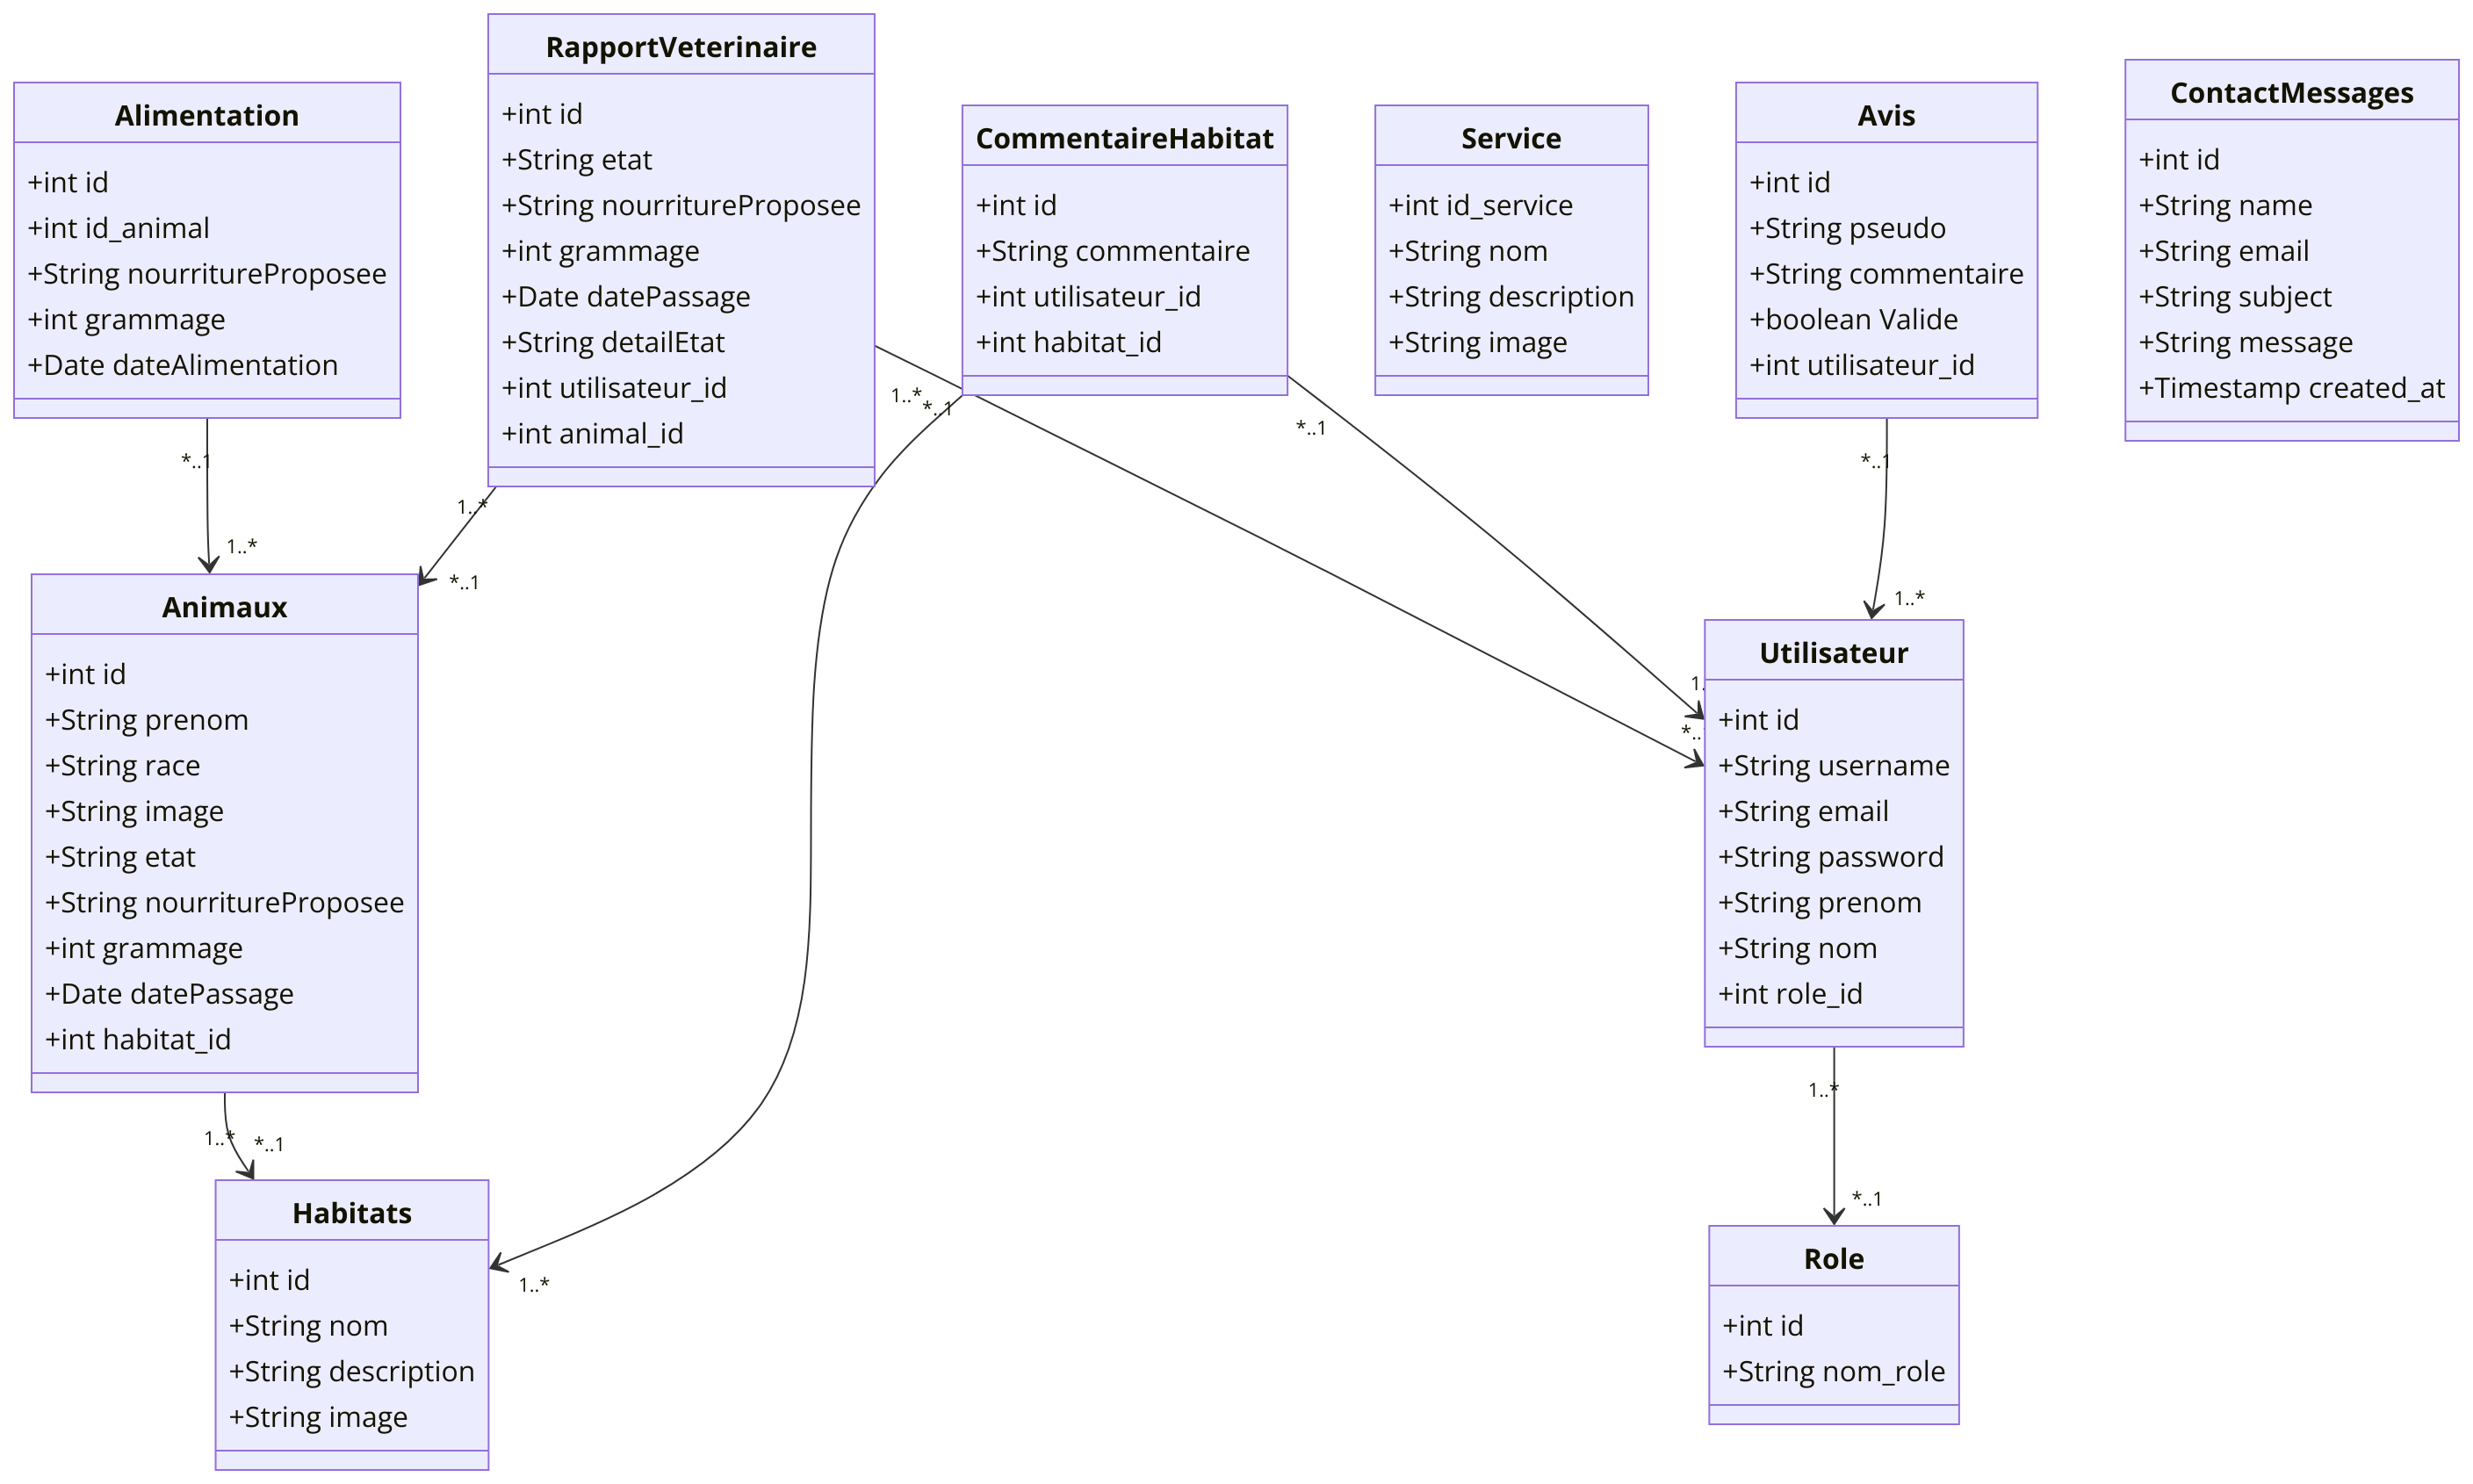 RapportVeterinaire
+int id
+String etat
+String nourritureProposee
+int grammage
+Date datePassage
+String detailEtat
+int utilisateur_id
+int animal_id
Alimentation
+int id
+int id_animal
+String nourritureProposee
+int grammage
+Date dateAlimentation
CommentaireHabitat
+int id
+String commentaire
+int utilisateur_id
+int habitat_id
Service
+int id_service
+String nom
+String description
+String image
Avis
+int id
+String pseudo
+String commentaire
+boolean Valide
+int utilisateur_id
ContactMessages
+int id
+String name
+String email
+String subject
+String message
+Timestamp created_at
1..*
*..1
*..1
*..1
*..1
1..*
1..*
*..1
1..*
1.
*..
Animaux
+int id
+String prenom
+String race
+String image
+String etat
+String nourritureProposee
+int grammage
+Date datePassage
+int habitat_id
Utilisateur
+int id
+String username
+String email
+String password
+String prenom
+String nom
+int role_id
1..*
*..1
1..*
*..1
1..*
Habitats
+int id
+String nom
+String description
+String image
Role
+int id
+String nom_role